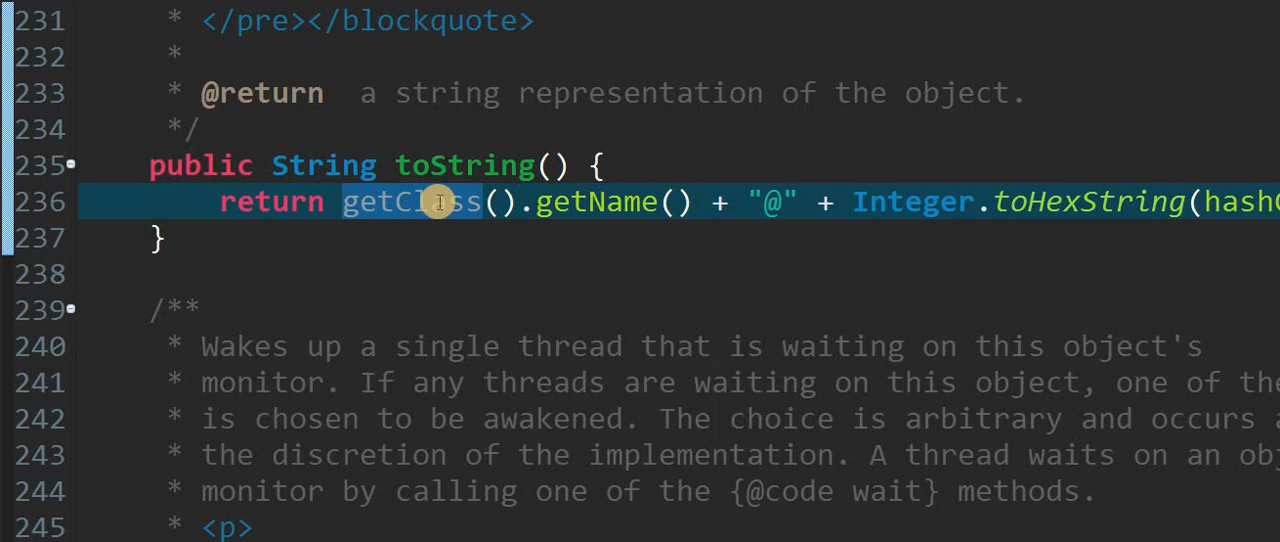 231 * </pre></blockquote>
232 *
233 * @return a string representation of the object.
234 */
235 public String toString() {
236 return getClass().getName() + "@" + Integer.toHexString(hash
237 }
238
239 /**
240 * Wakes up a single thread that is waiting on this object's
241 * monitor. If any threads are waiting on this object, one of the
242 * is chosen to be awakened. The choice is arbitrary and occurs
243 * the discretion of the implementation. A thread waits on an
244 * monitor by calling one of the {@code wait} methods.
245 * <p>